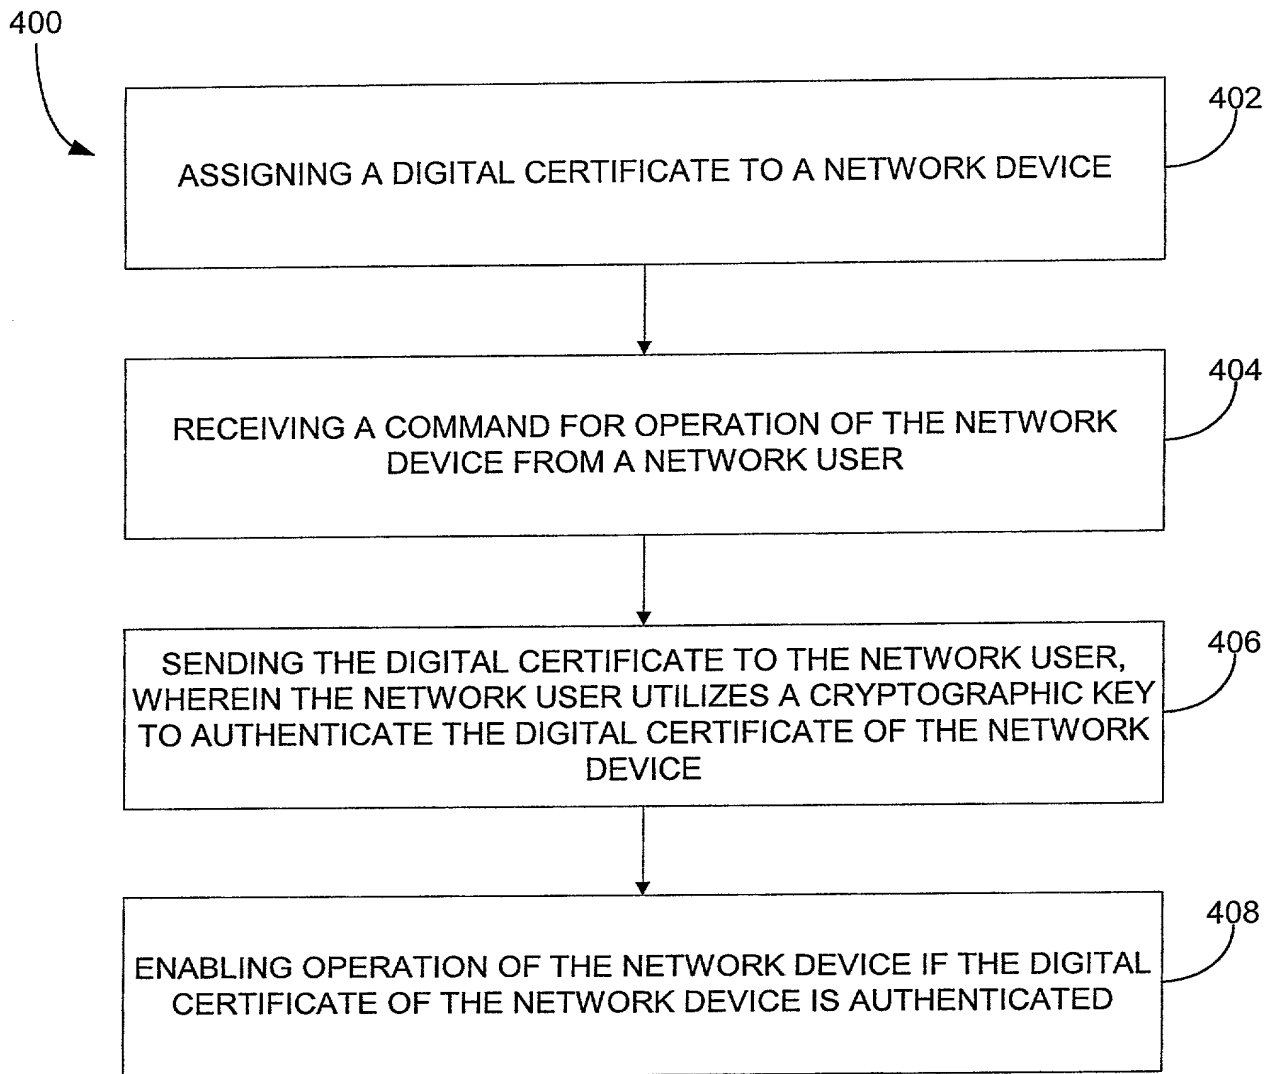 400
402
ASSIGNING A DIGITAL CERTIFICATE TO A NETWORK DEVICE
404
RECEIVING A COMMAND FOR OPERATION OF THE NETWORK
DEVICE FROM A NETWORK USER
406
SENDING THE DIGITAL CERTIFICATE TO THE NETWORK USER,
WHEREIN THE NETWORK USER UTILIZES A CRYPTOGRAPHIC KEY
TO AUTHENTICATE THE DIGITAL CERTIFICATE OF THE NETWORK
DEVICE
408
ENABLING OPERATION OF THE NETWORK DEVICE IF THE DIGITAL
CERTIFICATE OF THE NETWORK DEVICE IS AUTHENTICATED